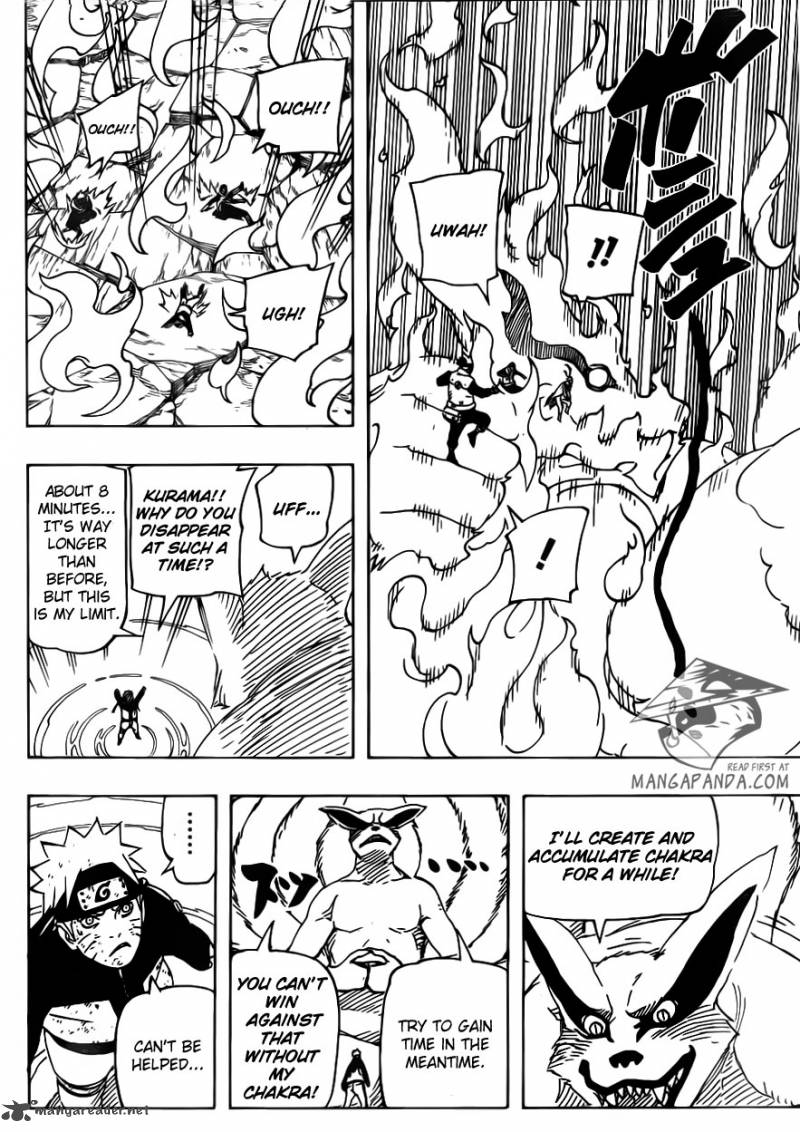 ボシュ
!!
UWAH!
!
OUCH!!
OUCH!!
UGH!
UFF...
KURAMA!!
WHY DO YOU
DISAPPEAR
AT SUCH A
TIME!?
ABOUT 8
MINUTES...
IT'S WAY
LONGER
THAN
BEFORE,
BUT THIS
IS MY LIMIT.
READ FIRST AT
MANGAPANDA.COM
I'LL CREATE AND
ACCUMULATE CHAKRA
FOR A WHILE!
TRY TO GAIN
TIME IN THE
MEANTIME.
スッ
YOU CAN'T
WIN
AGAINST
THAT
WITHOUT
MY
CHAKRA!
......
CAN'T BE
HELPED...
mangareader.net